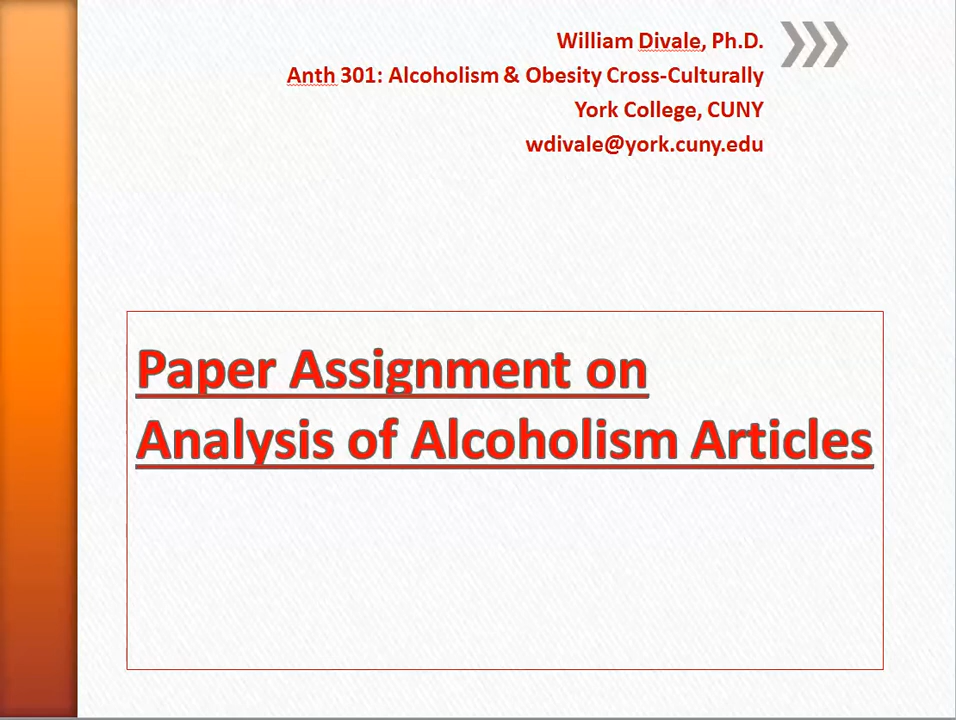 William Divale, Ph.D.
Anth 301: Alcoholism & Obesity Cross-Culturally
York College, CUNY
wdivale@york.cuny.edu
Paper Assignment on
Analysis of Alcoholism Articles